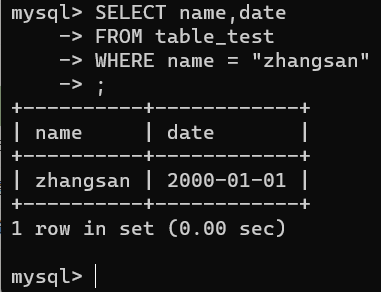 mysql> SELECT name,date
    -> FROM table_test
    -> WHERE name = "zhangsan"
    -> ;
+----------+------------+
| name     | date       |
+----------+------------+
| zhangsan | 2000-01-01 |
+----------+------------+
1 row in set (0.00 sec)

mysql>